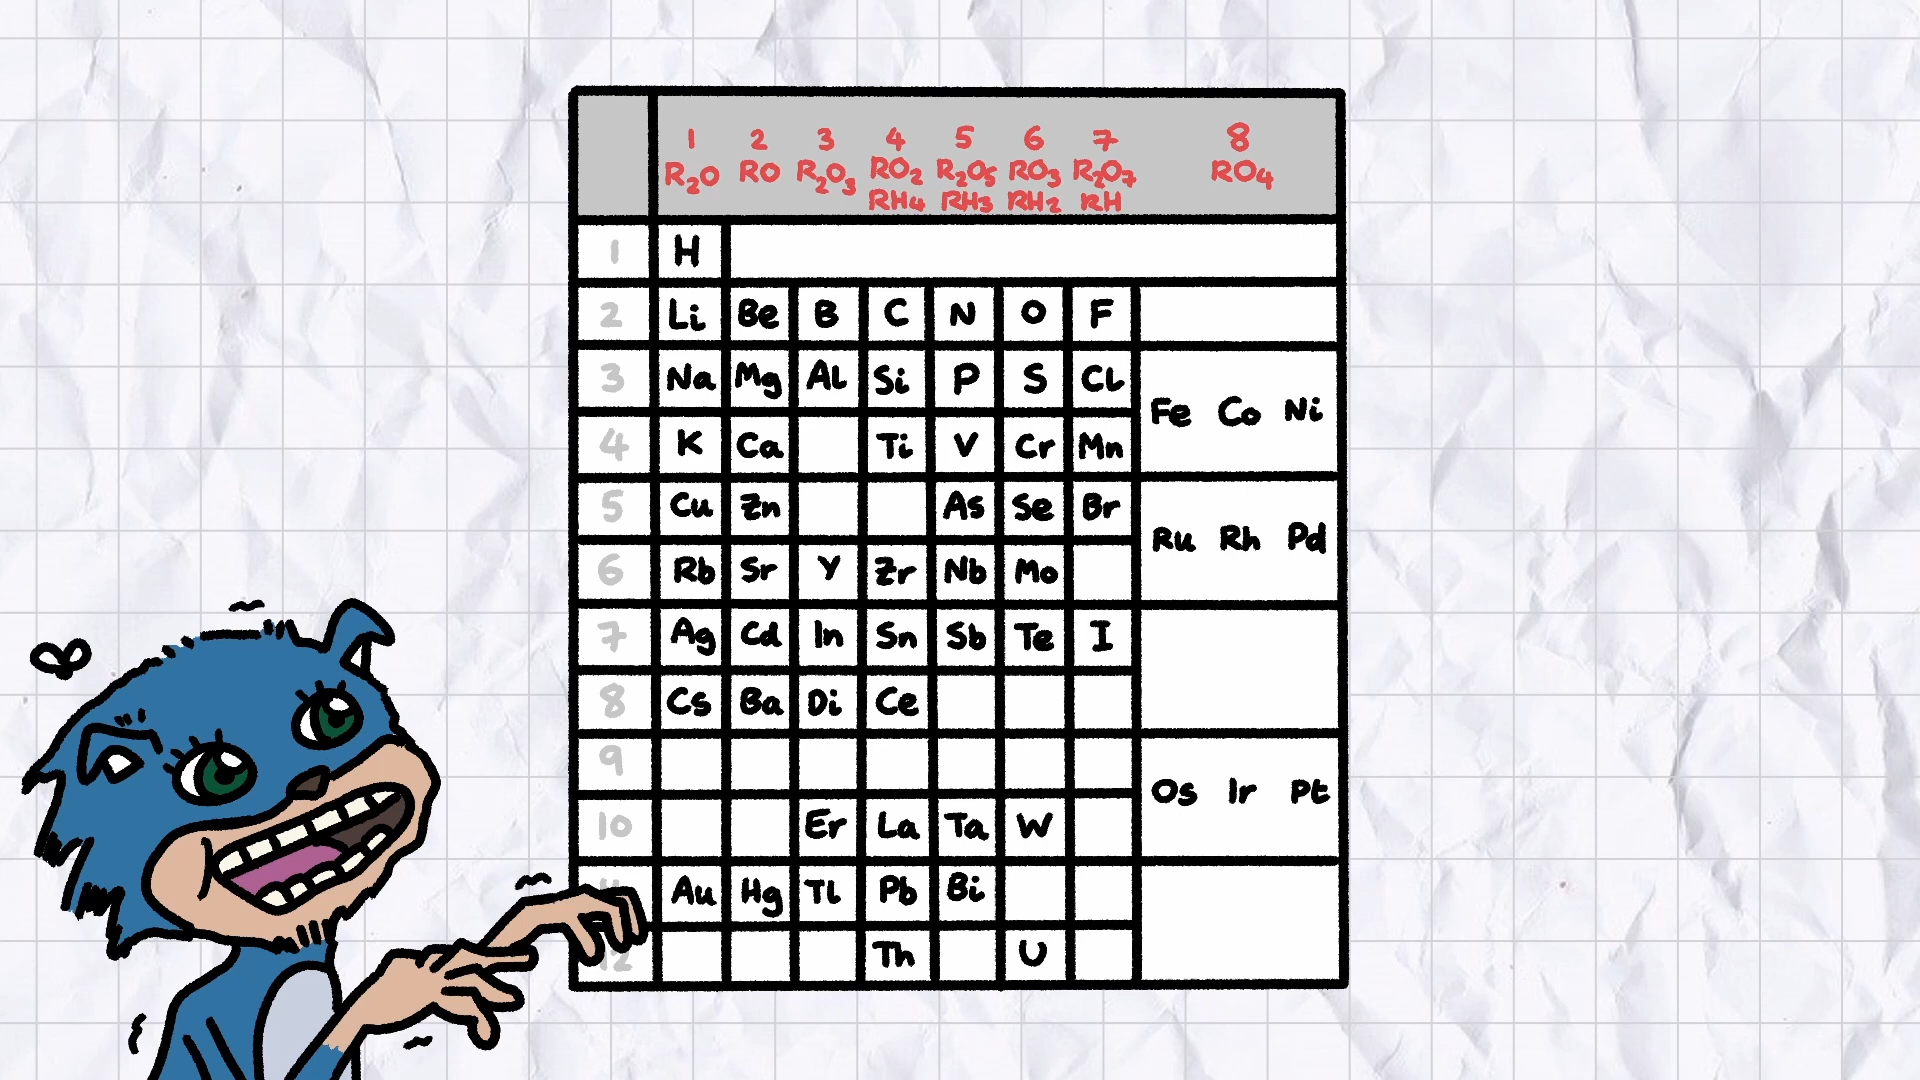 1 2 3 4 5 6 7 8
R₂O RO R₂O₃ RO₂ R₂O₅ RO₃ R₂O₇ RO₄
RH₄ RH₃ RH₂ RH
1 H
2 Li Be B C N O F
3 Na Mg AL Si P S CL
Fe Co Ni
4 K Ca Ti V Cr Mn
5 Cu Zn As Se Br
Ru Rh Pd
6 Rb Sr Y Zr Nb Mo
7 Ag Cd In Sn Sb Te I
8 Cs Ba Di Ce
9
Os Ir Pt
10 Er La Ta W
Au Hg TL Pb Bi
12 Th U